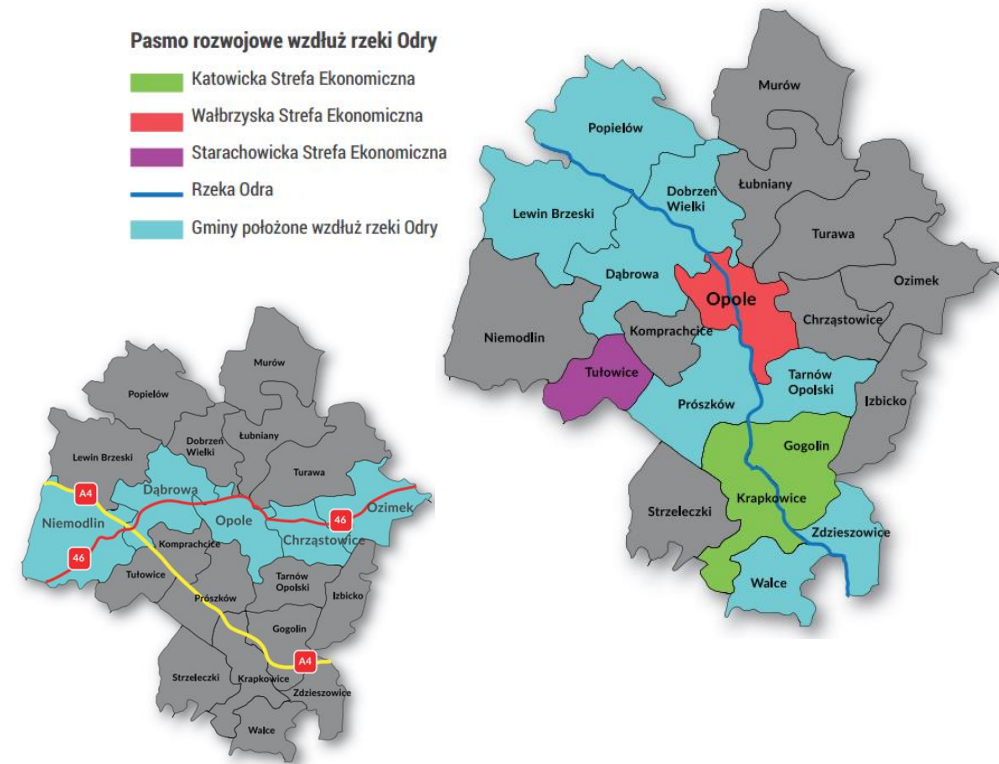 Pasmo rozwojowe wzdłuż rzeki Odry
Katowicka Strefa Ekonomiczna
Wałbrzyska Strefa Ekonomiczna
Starachowicka Strefa Ekonomiczna
Rzeka Odra
Gminy położone wzdłuż rzeki Odry
Murów
Popielów
Łubniany
Dobrzeń
Wielki
Lewin Brzeski
Turawa
Dąbrowa
Ozimek
Opole
Chrząstowice
Niemodlin
Komprachcice
Tułowice
Tarnów
Opolski
Prószków
Izbicko
Gogolin
Krapkowice
Strzeleczki
Zdzieszowice
Walce
Murów
Popielów
Łubniany
Dobrzeń
Wielki
Lewin Brzeski
Turawa
A4
Dąbrowa
Ozimek
Niemodlin
Opole
46
Chrząstowice
Komprachcice
46
Tułowice
Tarnów
Opolski
Prószków
Izbicko
Gogolin
A4
Strzeleczki
Krapkowice
Zdzieszowice
Walce